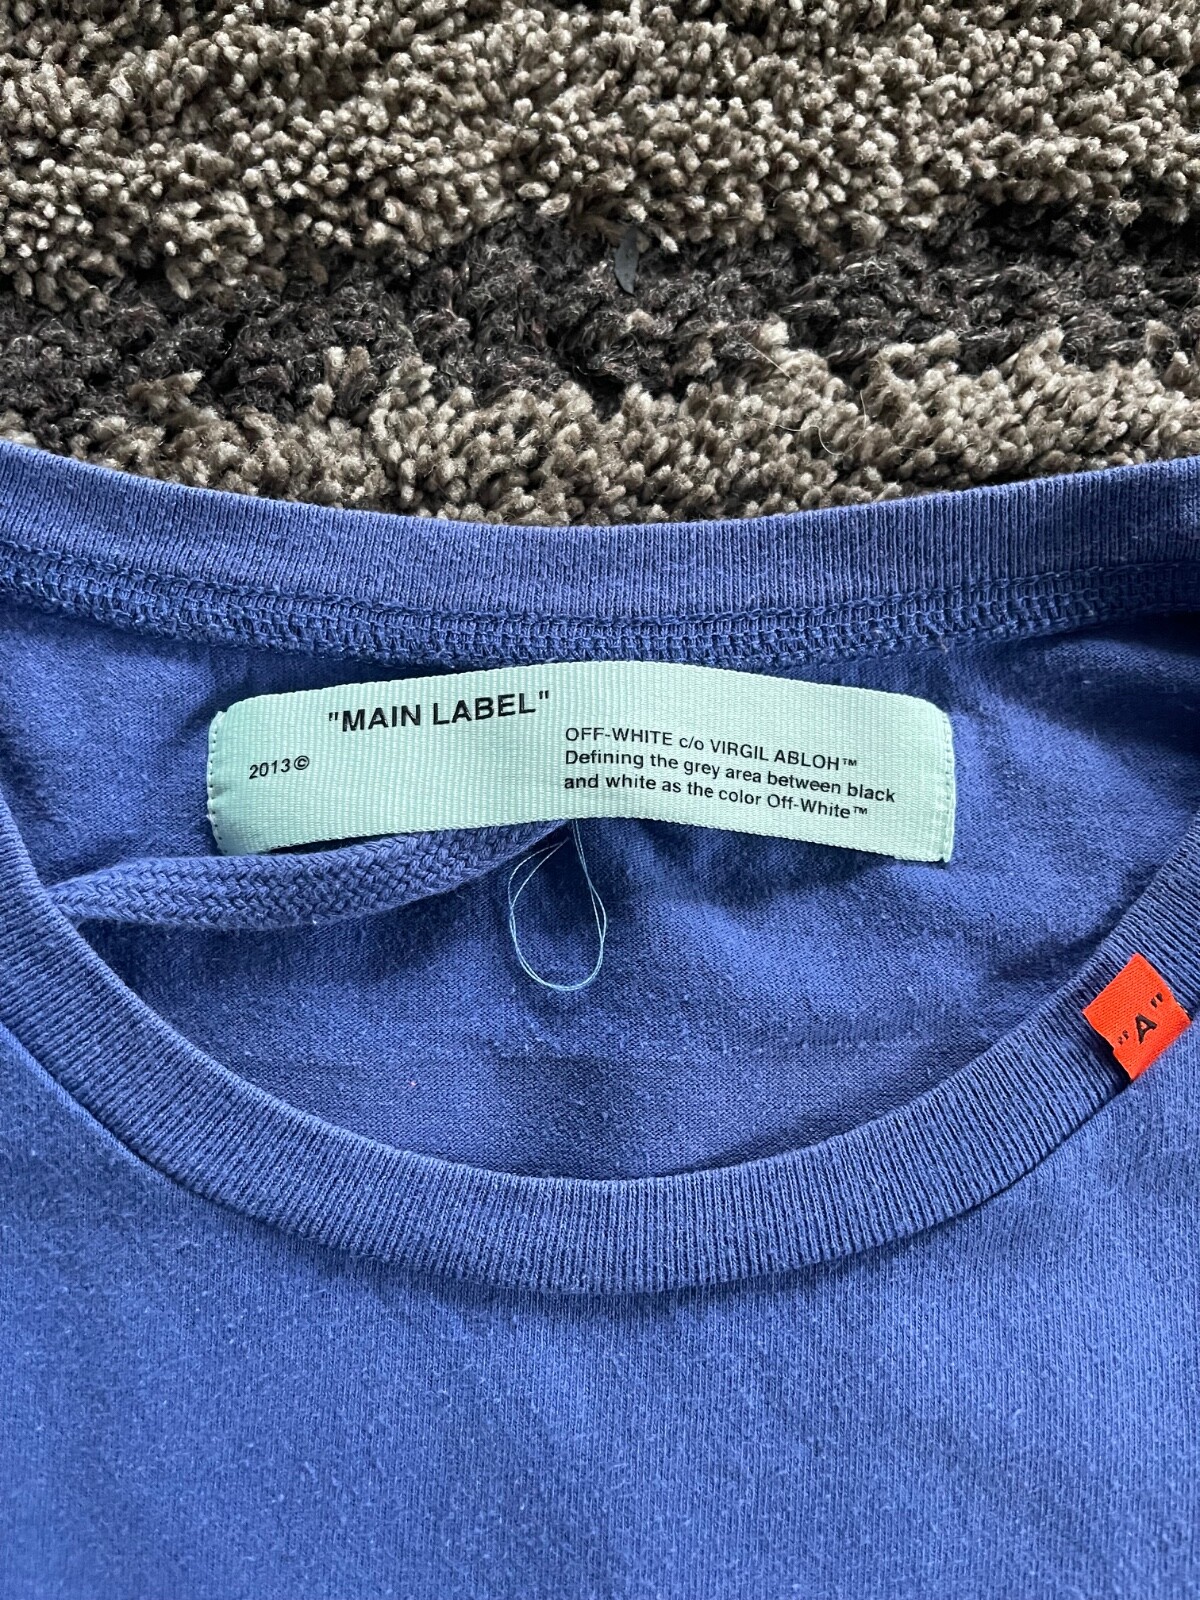 "MAIN LABEL"
2013©
OFF-WHITE c/o VIRGIL ABLOH™
Defining the grey area between black
and white as the color Off-White™
"A"